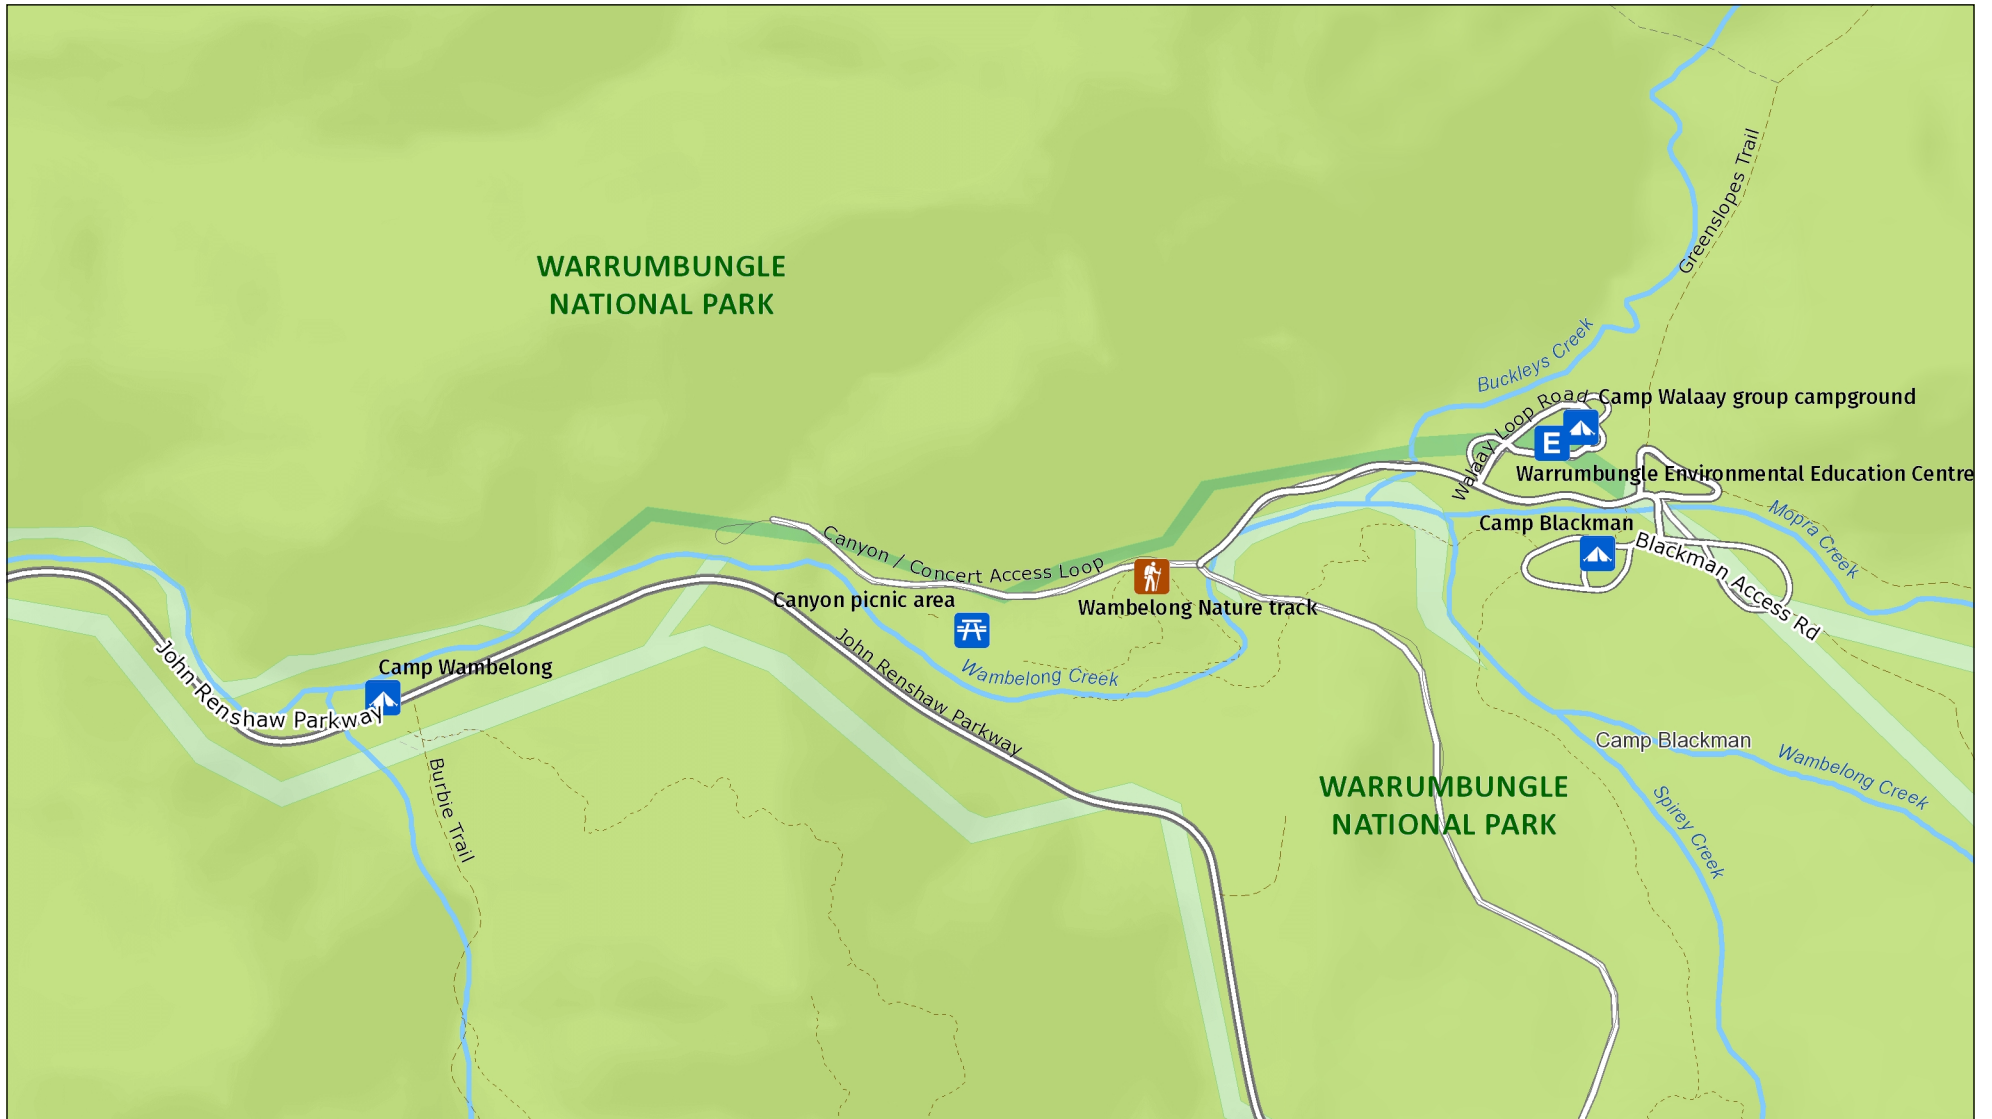 Greenslopes Trail
WARRUMBUNGLE
NATIONAL PARK
Buckleys Creek
Walaay Loop Road
Camp Walaay group campground
E
Warrumbungle Environmental Education Centre
Camp Blackman
Mopra Creek
Blackman Access Rd
Canyon / Concert Access Loop
Canyon picnic area
Wambelong Nature track
John Renshaw Parkway
Wambelong Creek
Camp Wambelong
John Renshaw Parkway
Burbie Trail
Camp Blackman
Wambelong Creek
WARRUMBUNGLE
NATIONAL PARK
Spirey Creek